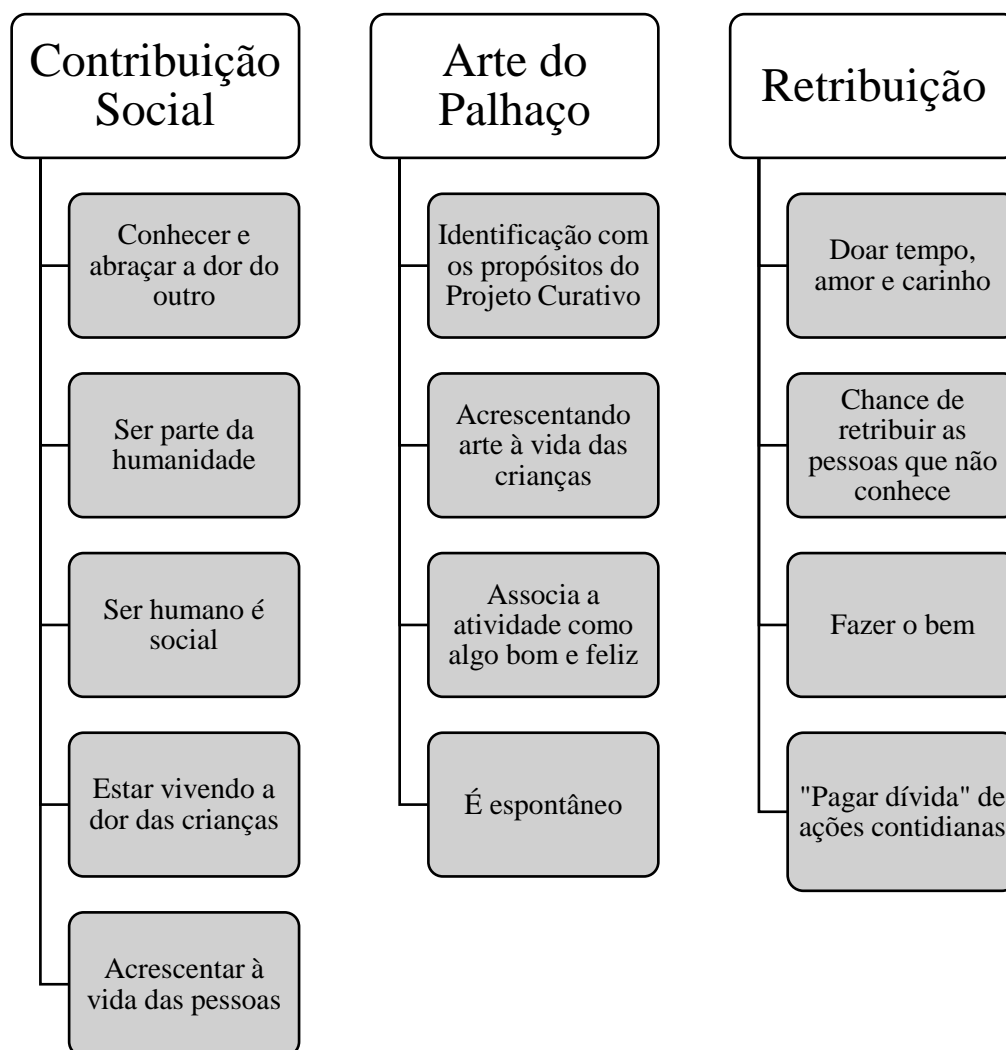 Contribuição
Social
Conhecer e
abraçar a dor do
outro
Ser parte da
humanidade
Ser humano é
social
Estar vivendo a
dor das crianças
Acrescentar à
vida das pessoas
Arte do
Palhaço
Identificação com
os propósitos do
Projeto Curativo
Acrescentando
arte à vida das
crianças
Associa a
atividade como
algo bom e feliz
É espontâneo
Retribuição
Doar tempo,
amor e carinho
Chance de
retribuir as
pessoas que não
conhece
Fazer o bem
"Pagar dívida" de
ações contidianas